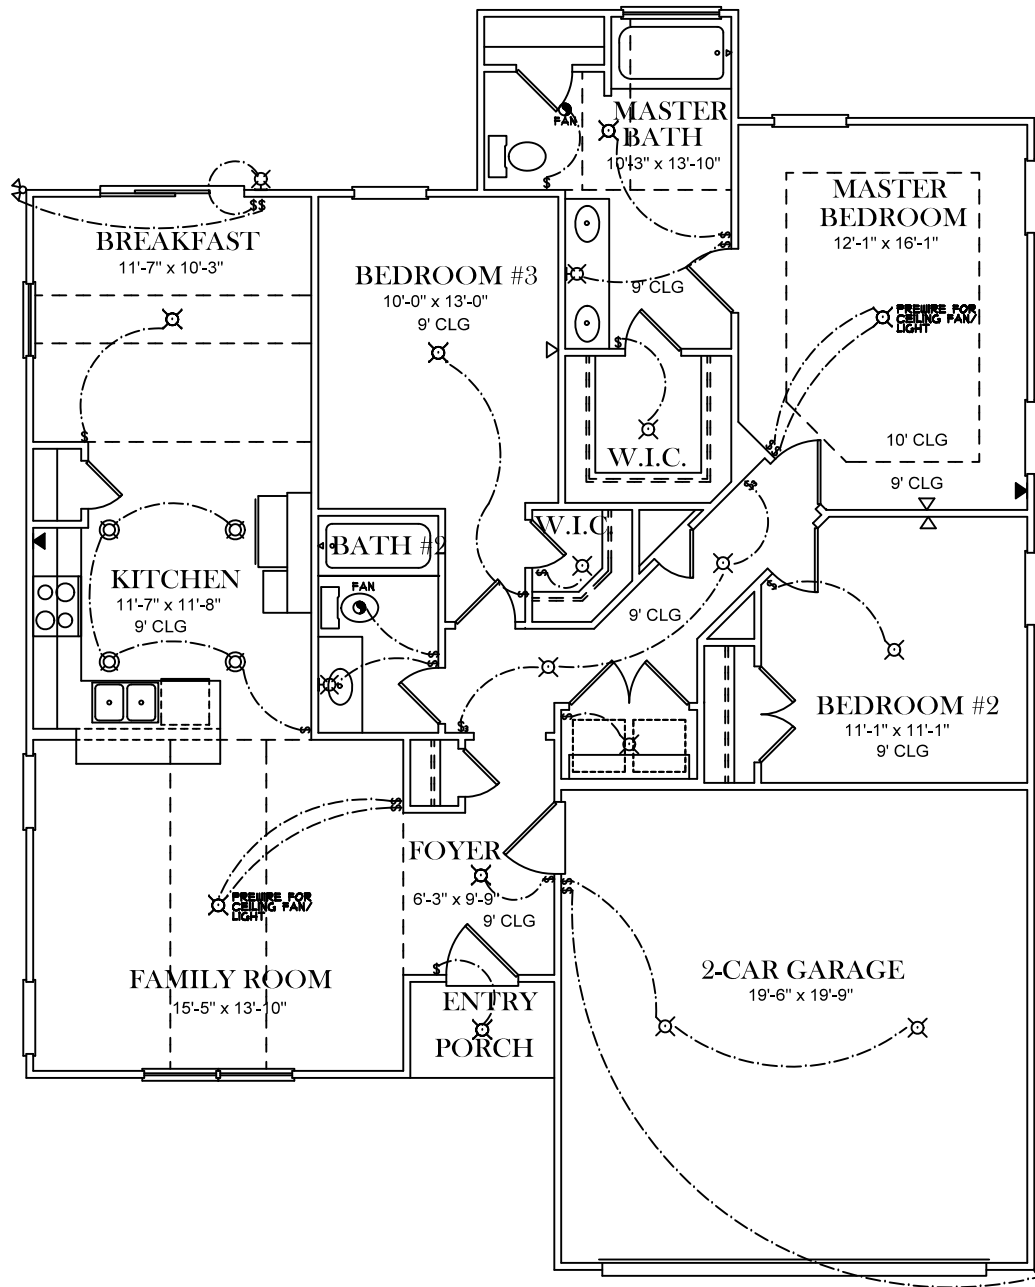 MASTER
BATH
10'-3" x 13'-10"
FAN
MASTER
BEDROOM
12'-1" x 16'-1"
BREAKFAST
11'-7" x 10'-3"
BEDROOM #3
10'-0" x 13'-0"
9' CLG
9' CLG
PREWIRE FOR
CEILING FAN/
LIGHT
10' CLG
9' CLG
W.I.C.
W.I.C.
BATH #2
FAN
KITCHEN
11'-7" x 11'-8"
9' CLG
9' CLG
BEDROOM #2
11'-1" x 11'-1"
9' CLG
FOYER
6'-3" x 9'-9"
9' CLG
PREWIRE FOR
CEILING FAN/
LIGHT
FAMILY ROOM
15'-5" x 13'-10"
ENTRY
PORCH
2-CAR GARAGE
19'-6" x 19'-9"